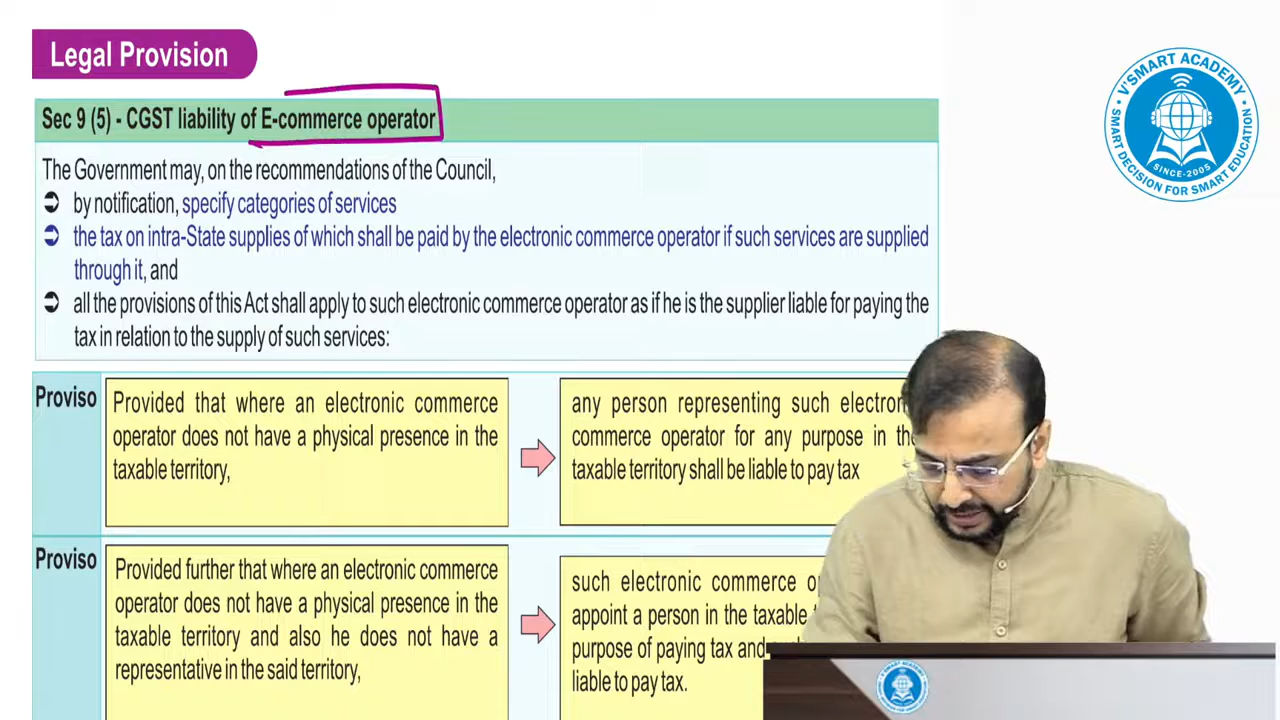 Legal Provision
V'SMART ACADEMY
SINCE-2005
SMART DECISION FOR SMART EDUCATION
Sec 9 (5) - CGST liability of E-commerce operator
The Government may, on the recommendations of the Council,
➲ by notification, specify categories of services
➲ the tax on intra-State supplies of which shall be paid by the electronic commerce operator if such services are supplied
through it, and
➲ all the provisions of this Act shall apply to such electronic commerce operator as if he is the supplier liable for paying the
tax in relation to the supply of such services:
Proviso
Provided that where an electronic commerce
operator does not have a physical presence in the
taxable territory,
any person representing such electron
commerce operator for any purpose in the
taxable territory shall be liable to pay tax
Proviso
Provided further that where an electronic commerce
operator does not have a physical presence in the
taxable territory and also he does not have a
representative in the said territory,
such electronic commerce
appoint a person in the taxable
purpose of paying tax and
liable to pay tax.
V'SMART ACADEMY